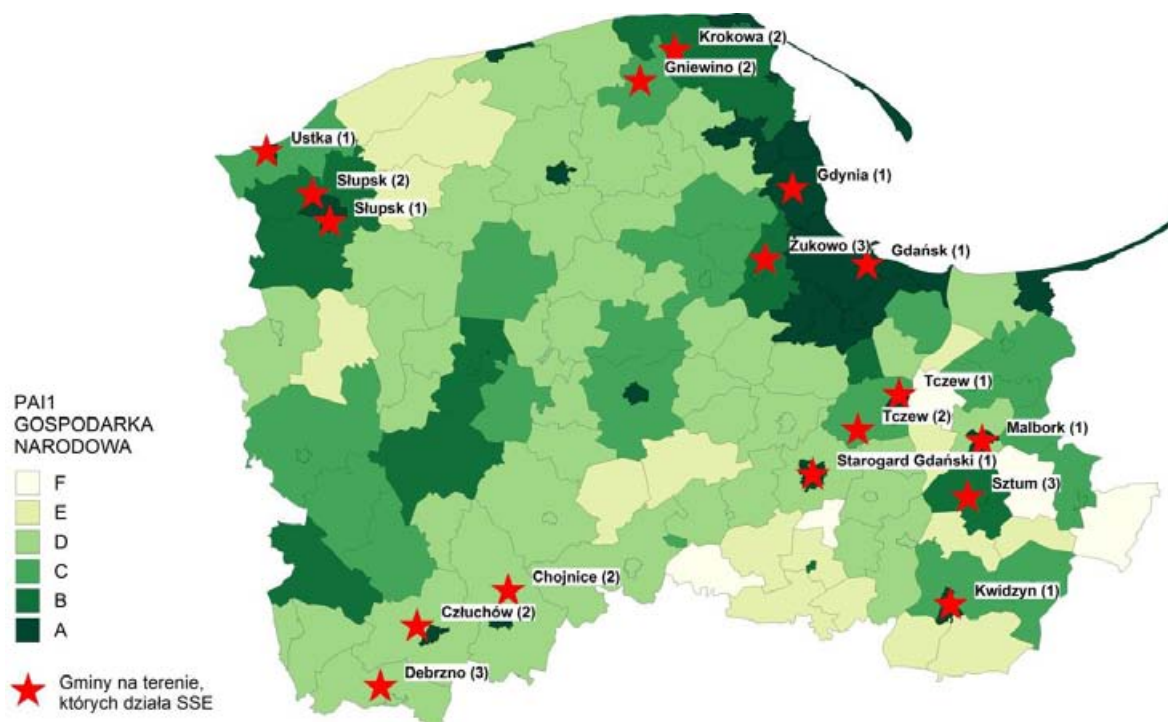 Krokowa (2)
Gniewino (2)
Ustka (1)
Słupsk (2)
Słupsk (1)
Gdynia (1)
Żukowo (3)
Gdańsk (1)
Tczew (1)
Tczew (2)
Malbork (1)
Starogard Gdański (1)
Sztum (3)
Chojnice (2)
Człuchów (2)
Kwidzyn (1)
Debrzno (3)
PAI1
GOSPODARKA
NARODOWA
F
E
D
C
B
A
Gminy na terenie,
których działa SSE